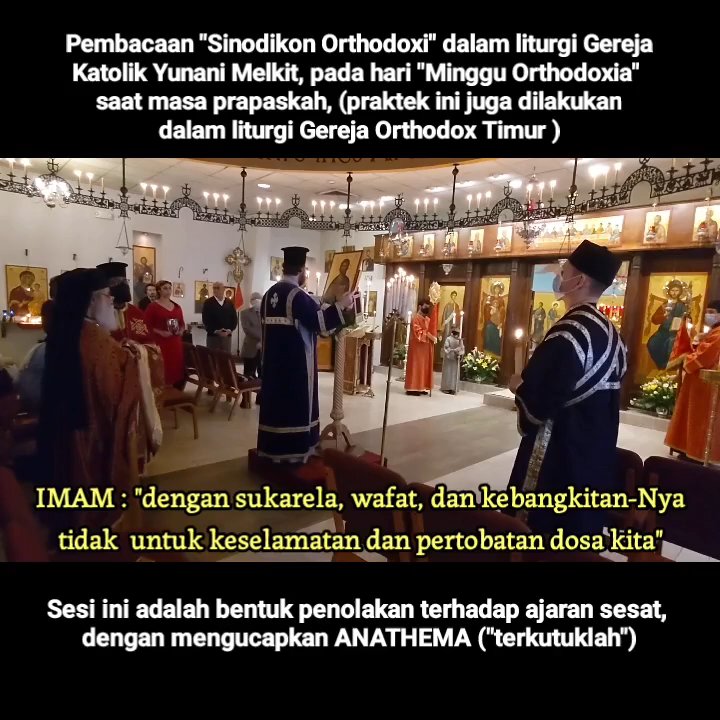 Pembacaan "Sinodikon Orthodoxi" dalam liturgi Gereja
Katolik Yunani Melkit, pada hari "Minggu Orthodoxia"
saat masa prapaskah, (praktek ini juga dilakukan
dalam liturgi Gereja Orthodox Timur )
IMAM : "dengan sukarela, wafat, dan kebangkitan-Nya
tidak untuk keselamatan dan pertobatan dosa kita"
Sesi ini adalah bentuk penolakan terhadap ajaran sesat,
dengan mengucapkan ANATHEMA ("terkutuklah")